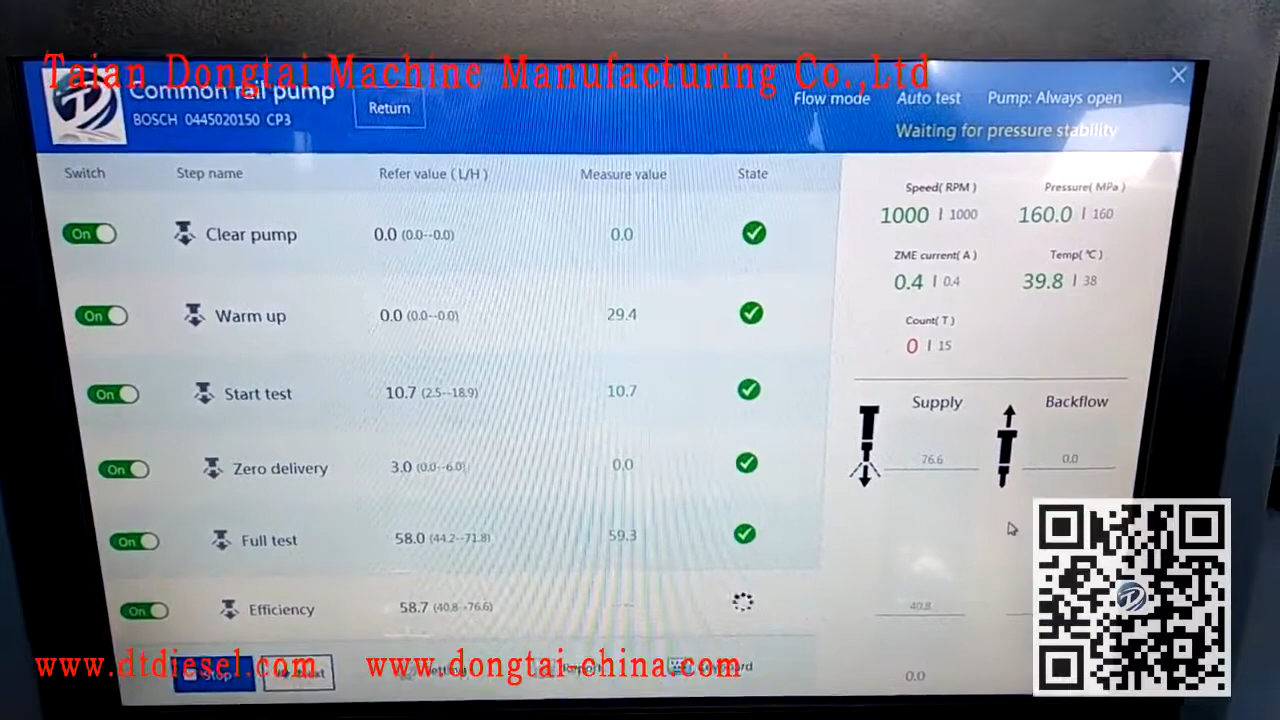 Taian Dongtai Machine Manufacturing Co.,Ltd
Common rail pump
BOSCH 0445020150 CP3
Return
Flow mode Auto test Pump: Always open
Waiting for pressure stability
Switch Step name Refer value ( L/H ) Measure value State
On Clear pump 0.0 (0.0--0.0) 0.0
On Warm up 0.0 (0.0--0.0) 29.4
On Start test 10.7 (2.5--18.9) 10.7
On Zero delivery 3.0 (0.0--6.0) 0.0
On Full test 58.0 (44.2--71.8) 59.3
On Efficiency 58.7 (40.8--76.6) ----
Speed( RPM ) Pressure( MPa )
1000 | 1000 160.0 | 160
ZME current( A ) Temp( ℃ )
0.4 | 0.4 39.8 | 38
Count( T )
0 | 15
Supply Backflow
76.6 0.0
40.8
0.0
Stop
www.dtdiesel.com www.dongtai-china.com